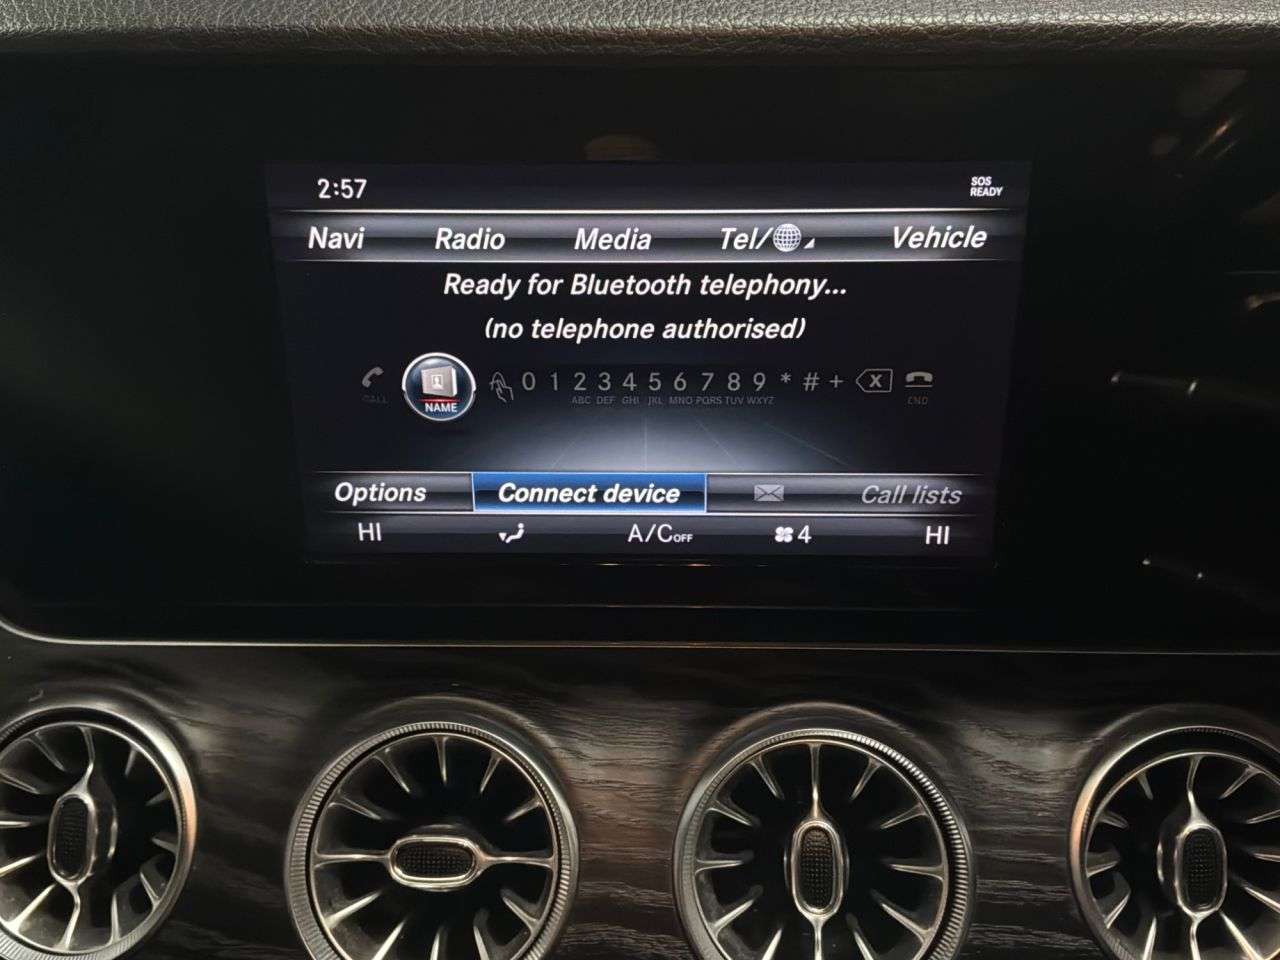 2:57 SOS READY
Navi Radio Media Tel/ Vehicle
Ready for Bluetooth telephony...
(no telephone authorised)
CALL NAME 0 1 2 3 4 5 6 7 8 9 * # + X END
ABC DEF GHI JKL MNO PQRS TUV WXYZ
Options Connect device Call lists
HI A/C OFF 4 HI